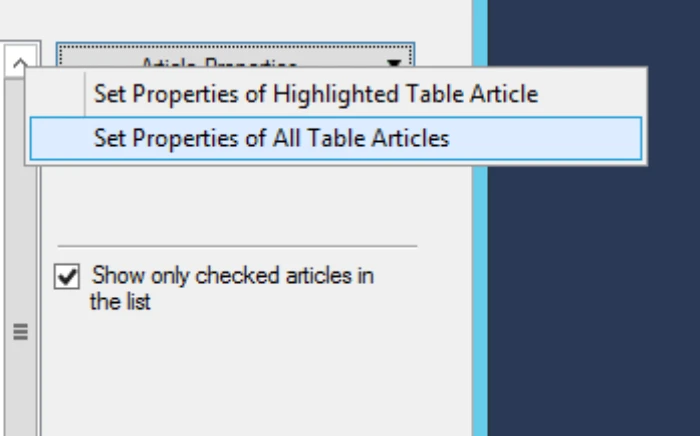 Article Properties
Set Properties of Highlighted Table Article
Set Properties of All Table Articles
Show only checked articles in
the list